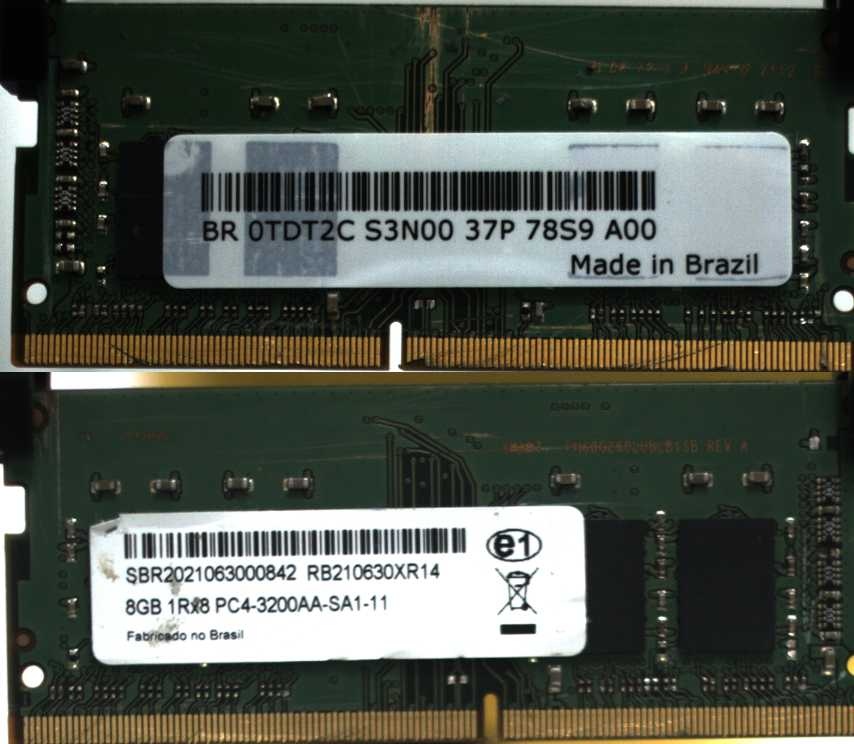 BR 0TDT2C S3N00 37P 78S9 A00
Made in Brazil
e1
SBR2021063000842 RB210630XR14
8GB 1Rx8 PC4-3200AA-SA1-11
Fabricado no Brasil